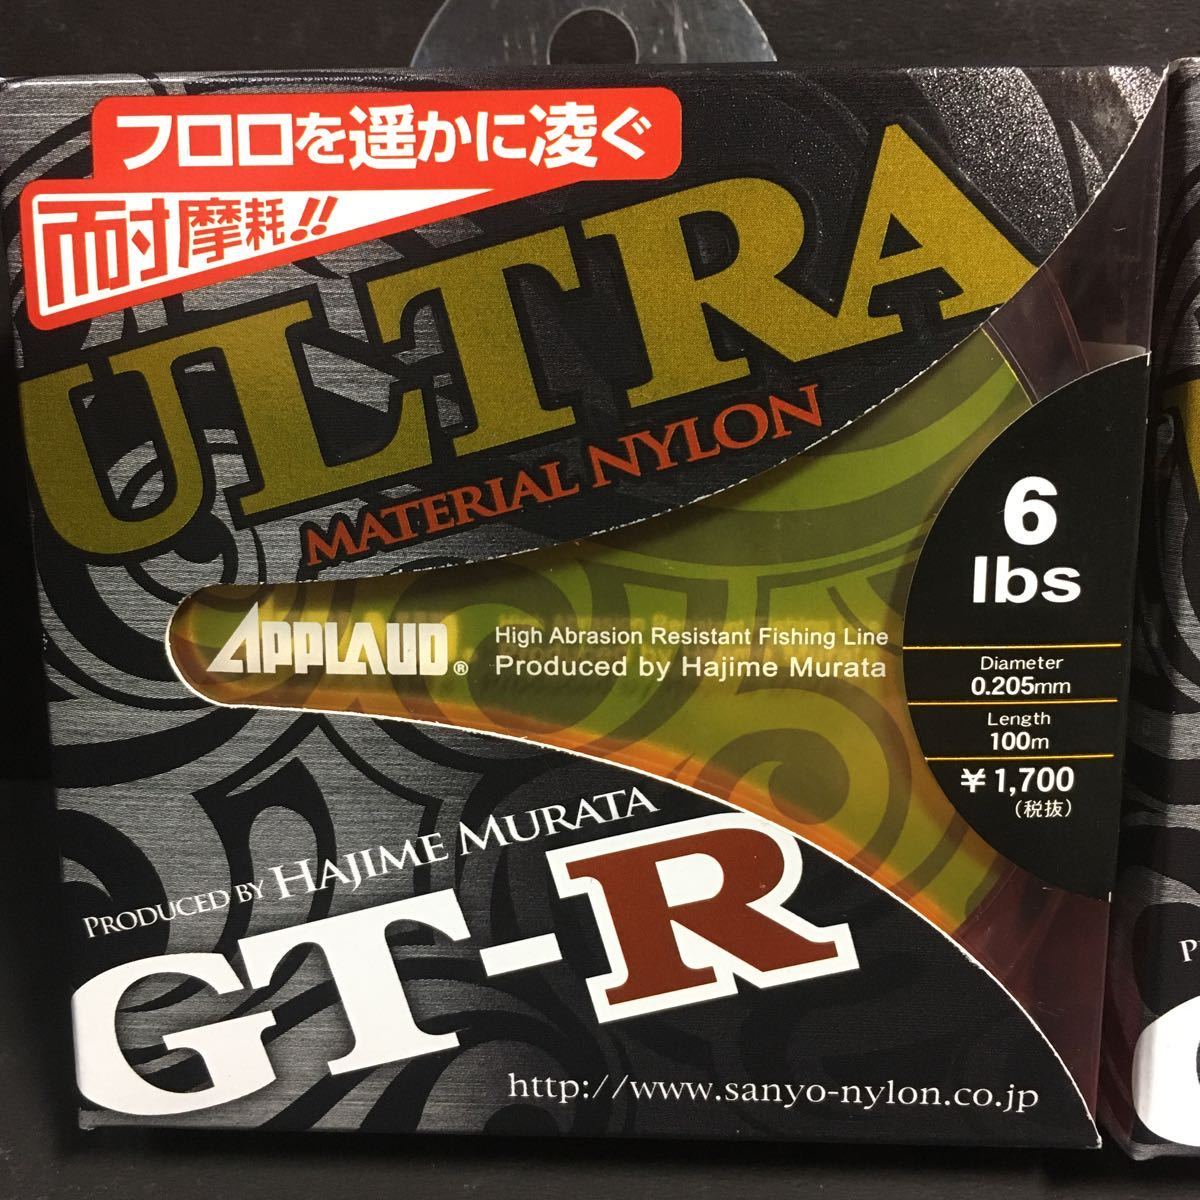 フロロを遥かに凌ぐ
耐摩耗!!
ULTRA
MATERIAL NYLON
6
lbs
Diameter
0.205mm
Length
100m
¥1,700
(税抜)
APPLAUD®
High Abrasion Resistant Fishing Line
Produced by Hajime Murata
PRODUCED BY HAJIME MURATA
GT-R
http://www.sanyo-nylon.co.jp
P